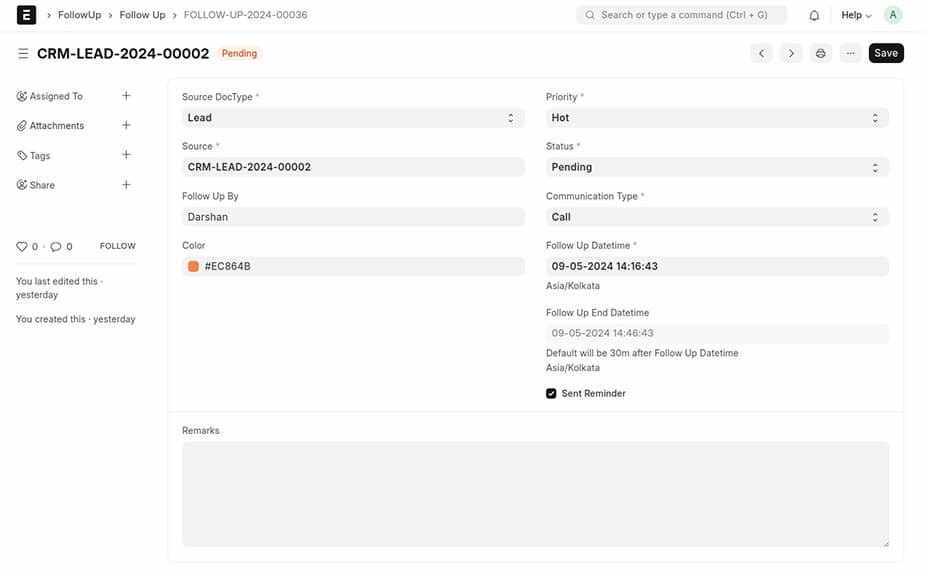 E
FollowUp
Follow Up
FOLLOW-UP-2024-00036
Search or type a command (Ctrl + G)
Help
A
CRM-LEAD-2024-00002
Pending
Save
Assigned To
Attachments
Tags
Share
0 · 0
FOLLOW
You last edited this ·
yesterday
You created this · yesterday
Source DocType *
Lead
Source *
CRM-LEAD-2024-00002
Follow Up By
Darshan
Color
#EC864B
Priority *
Hot
Status *
Pending
Communication Type *
Call
Follow Up Datetime *
09-05-2024 14:16:43
Asia/Kolkata
Follow Up End Datetime
09-05-2024 14:46:43
Default will be 30m after Follow Up Datetime
Asia/Kolkata
Sent Reminder
Remarks